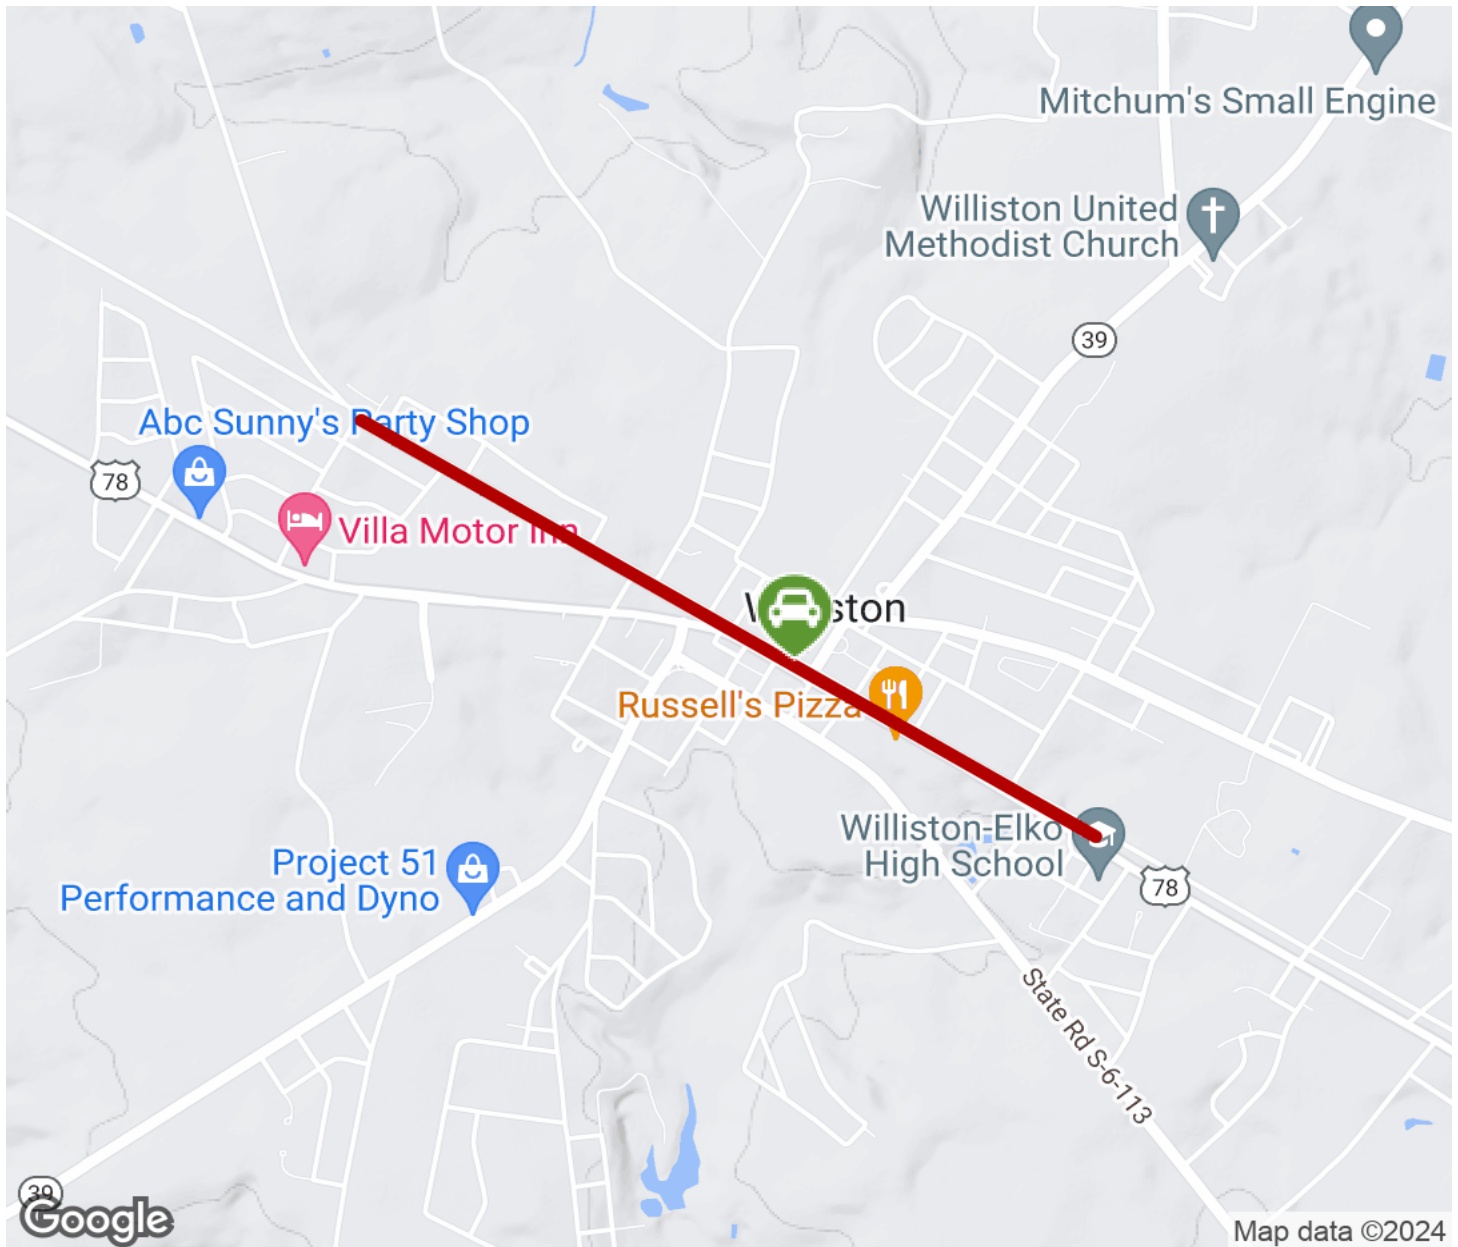 Mitchum's Small Engine
Williston United
Methodist Church
39
Abc Sunny's Party Shop
78
Villa Motor Inn
Williston
Russell's Pizza
Williston-Elko
High School
Project 51
Performance and Dyno
78
State Rd S-6-113
39
Google
Map data ©2024